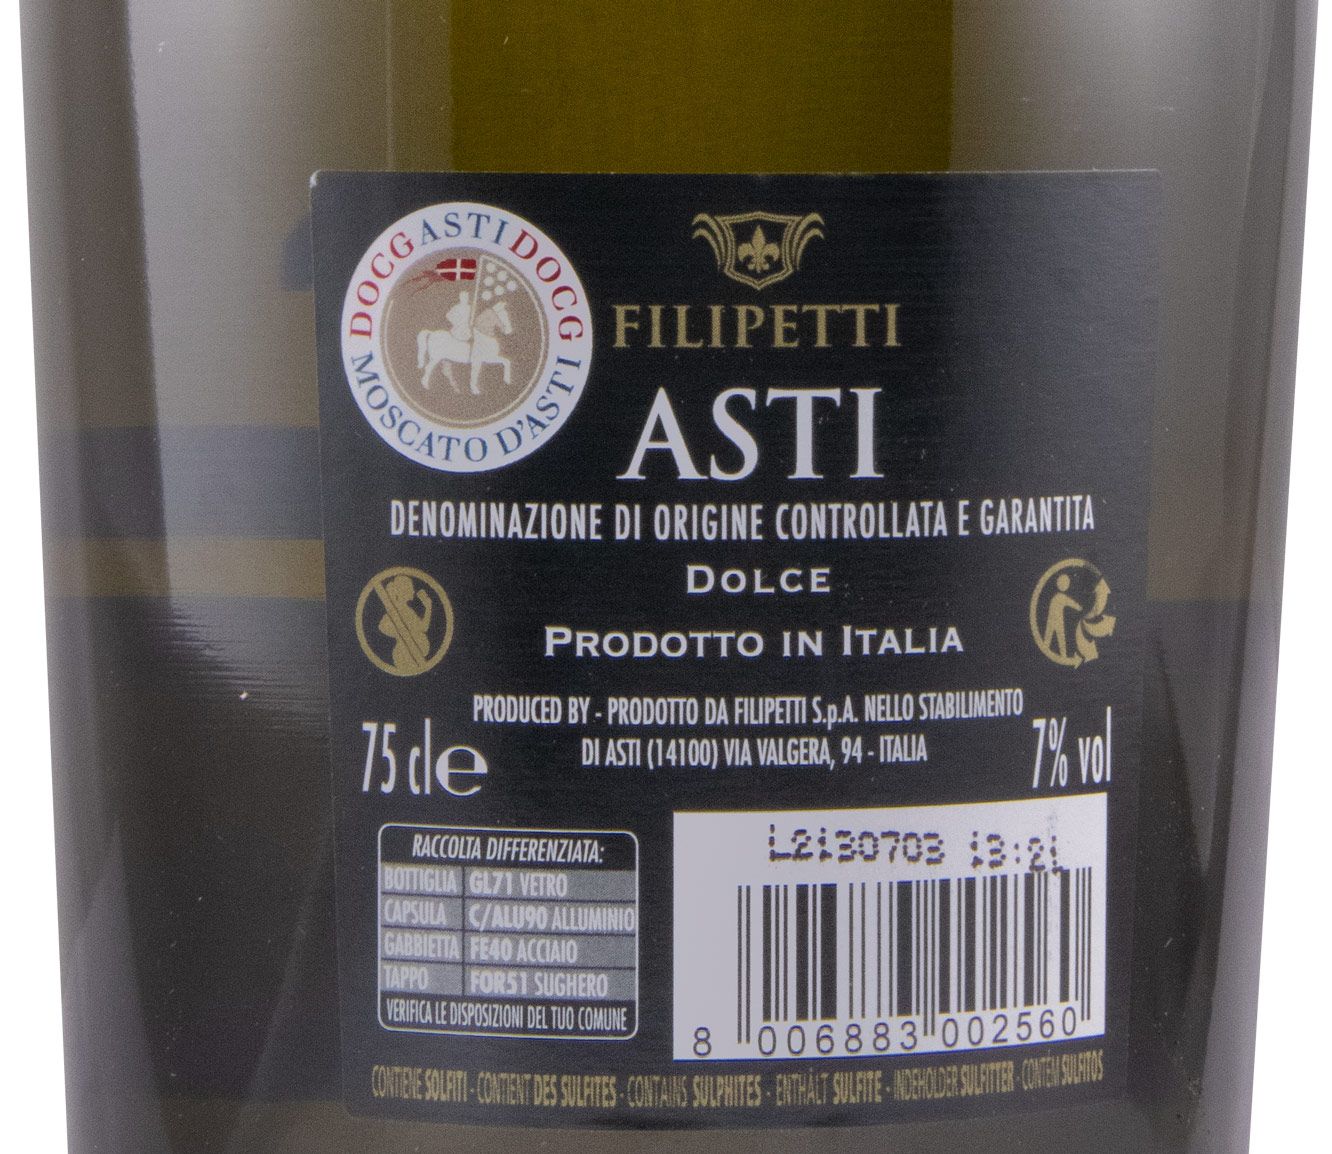 DOCG ASTI DOCG
MOSCATO D'ASTI
FILIPETTI
ASTI
DENOMINAZIONE DI ORIGINE CONTROLLATA E GARANTITA
DOLCE
PRODOTTO IN ITALIA
PRODUCED BY - PRODOTTO DA FILIPETTI S.p.A. NELLO STABILIMENTO
DI ASTI (14100) VIA VALGERA, 94 - ITALIA
75 cl e
7% vol
RACCOLTA DIFFERENZIATA:
BOTTIGLIA GL71 VETRO
CAPSULA C/ALU90 ALLUMINIO
GABBIETTA FE40 ACCIAIO
TAPPO FOR51 SUGHERO
VERIFICA LE DISPOSIZIONI DEL TUO COMUNE
L2130703 13:21
8 006883 002560
CONTIENE SOLFITI - CONTIENT DES SULFITES - CONTAINS SULPHITES - ENTHÄLT SULFITE - INDEHOLDER SULFITTER - CONTÉM SULFITOS